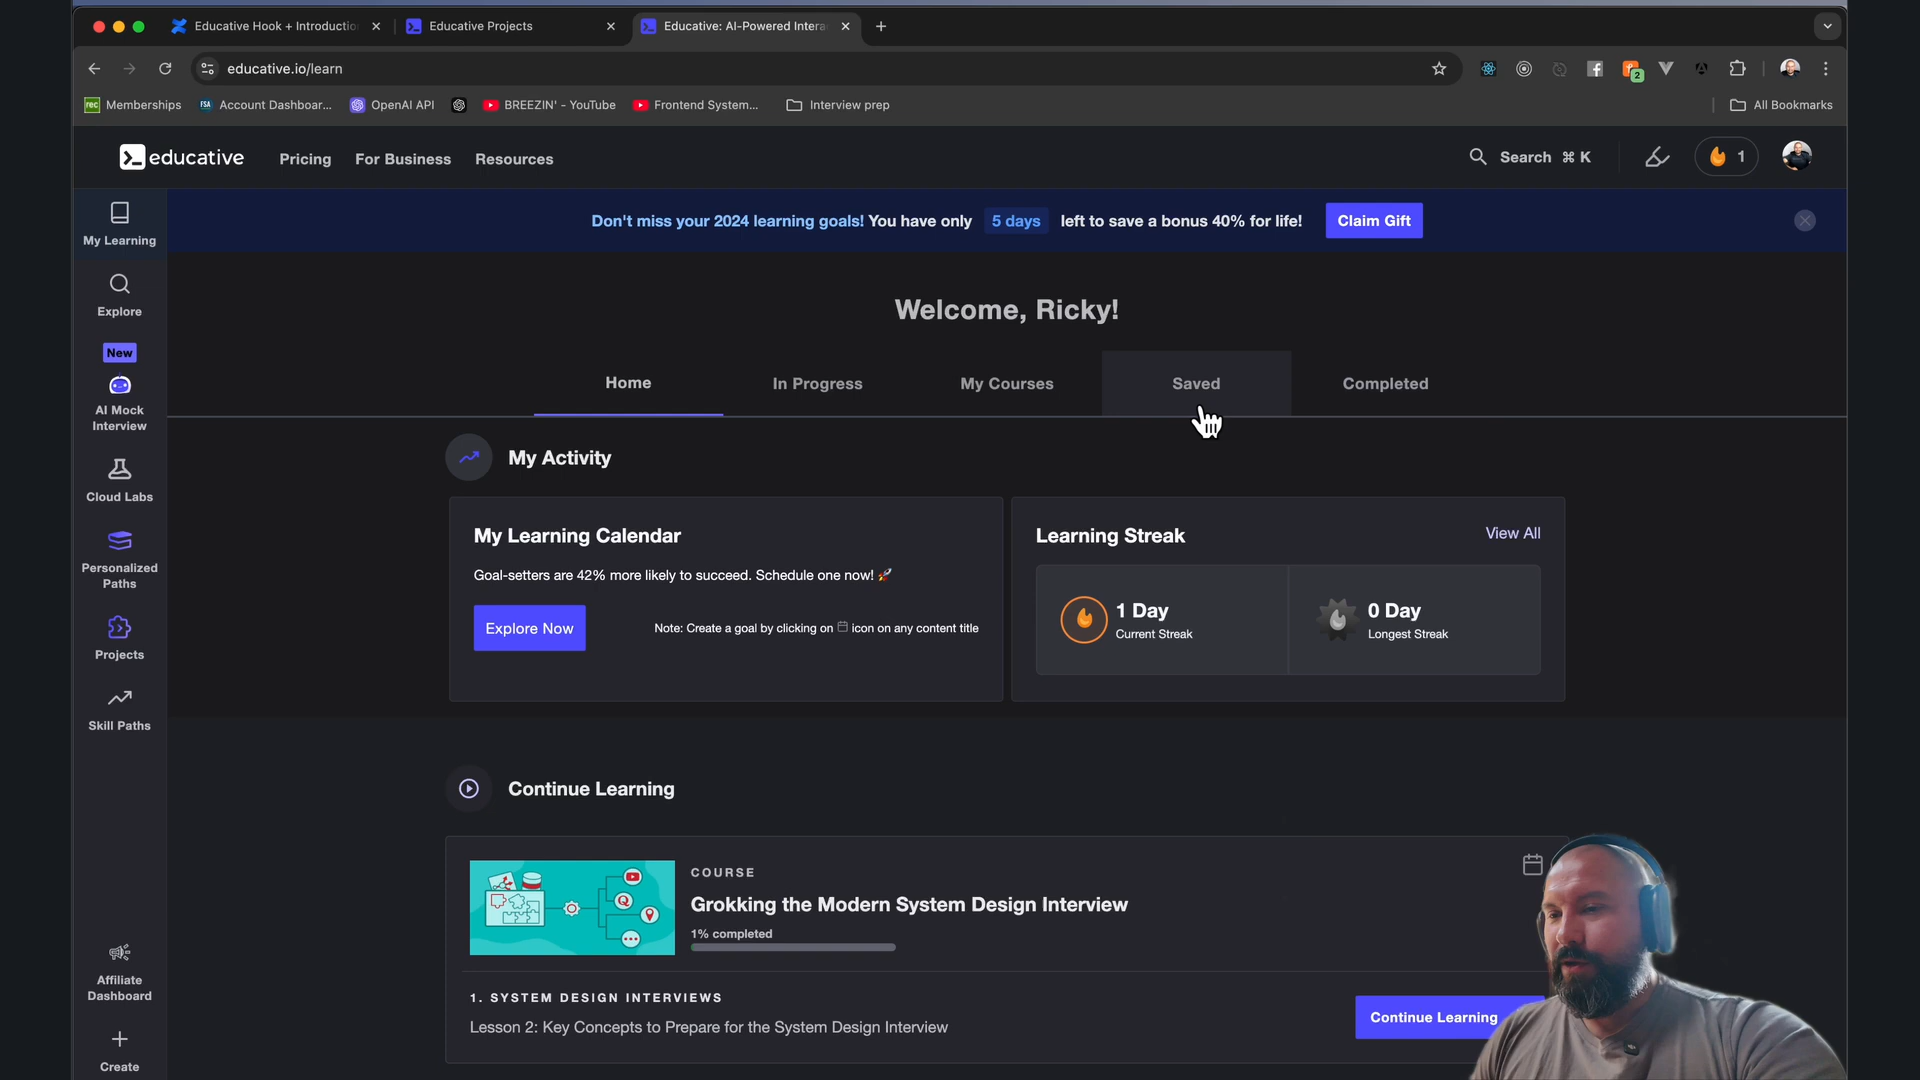 Educative Hook + Introductio
Educative Projects
Educative: AI-Powered Intera
educative.io/learn
2
rec Memberships
FSA Account Dashboar...
OpenAI API
BREEZIN' - YouTube
Frontend System...
Interview prep
All Bookmarks
educative
Pricing
For Business
Resources
Search ⌘ K
1
Don't miss your 2024 learning goals! You have only 5 days left to save a bonus 40% for life!
Claim Gift
My Learning
Explore
New
AI Mock
Interview
Cloud Labs
Personalized
Paths
Projects
Skill Paths
Affiliate
Dashboard
Create
Welcome, Ricky!
Home
In Progress
My Courses
Saved
Completed
My Activity
My Learning Calendar
Goal-setters are 42% more likely to succeed. Schedule one now! 🚀
Explore Now
Note: Create a goal by clicking on icon on any content title
Learning Streak
View All
1 Day
Current Streak
0 Day
Longest Streak
Continue Learning
COURSE
Grokking the Modern System Design Interview
1% completed
1. SYSTEM DESIGN INTERVIEWS
Lesson 2: Key Concepts to Prepare for the System Design Interview
Continue Learning